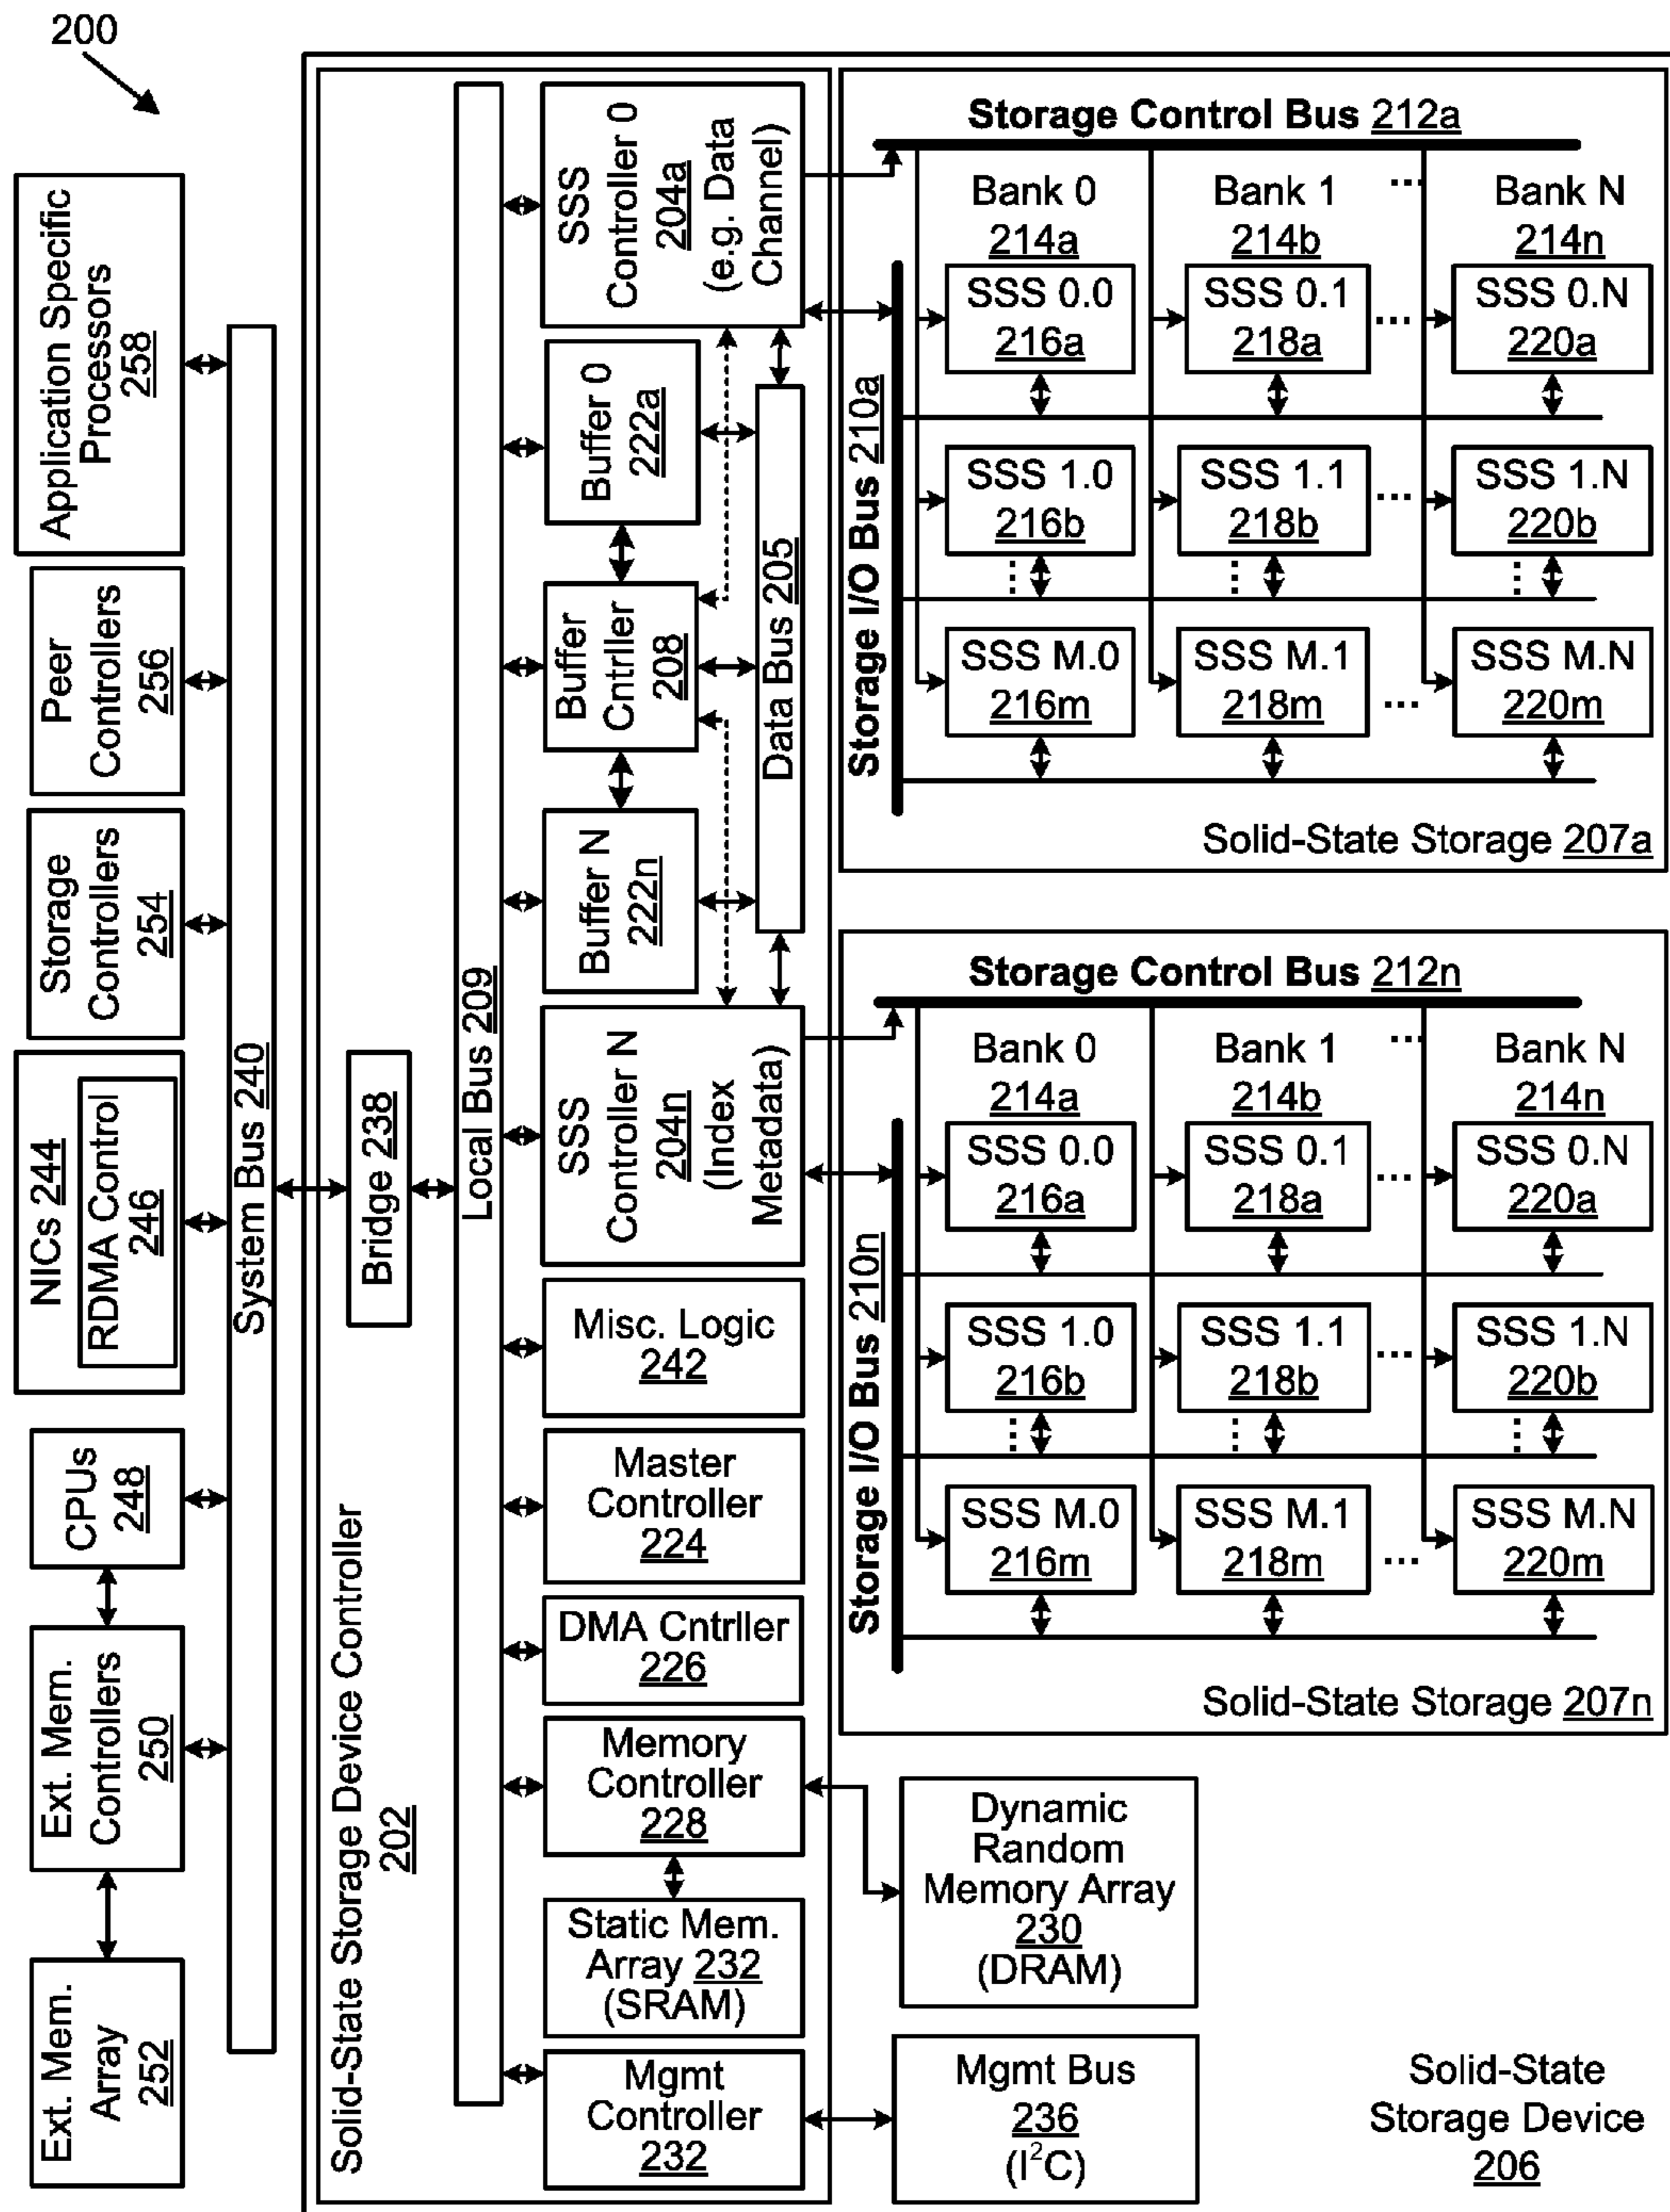 200
Application Specific
Processors
258
Peer
Controllers
256
Storage
Controllers
254
NICs 244
RDMA Control
246
CPUs
248
Ext. Mem.
Controllers
250
Ext. Mem.
Array
252
System Bus 240
Bridge 238
Solid-State Storage Device Controller
202
Local Bus 209
SSS
Controller 0
204a
(e.g. Data
Channel)
Buffer 0
222a
Buffer
Cntrller
208
Buffer N
222n
Data Bus 205
SSS
Controller N
204n
(Index
Metadata)
Misc. Logic
242
Master
Controller
224
DMA Cntrller
226
Memory
Controller
228
Static Mem.
Array 232
(SRAM)
Mgmt
Controller
232
Storage Control Bus 212a
Bank 0
214a
Bank 1
214b
...
Bank N
214n
Storage I/O Bus 210a
SSS 0.0
216a
SSS 0.1
218a
...
SSS 0.N
220a
SSS 1.0
216b
SSS 1.1
218b
...
SSS 1.N
220b
SSS M.0
216m
SSS M.1
218m
...
SSS M.N
220m
Solid-State Storage 207a
Storage Control Bus 212n
Bank 0
214a
Bank 1
214b
...
Bank N
214n
Storage I/O Bus 210n
SSS 0.0
216a
SSS 0.1
218a
...
SSS 0.N
220a
SSS 1.0
216b
SSS 1.1
218b
...
SSS 1.N
220b
SSS M.0
216m
SSS M.1
218m
...
SSS M.N
220m
Solid-State Storage 207n
Dynamic
Random
Memory Array
230
(DRAM)
Mgmt Bus
236
(I²C)
Solid-State
Storage Device
206